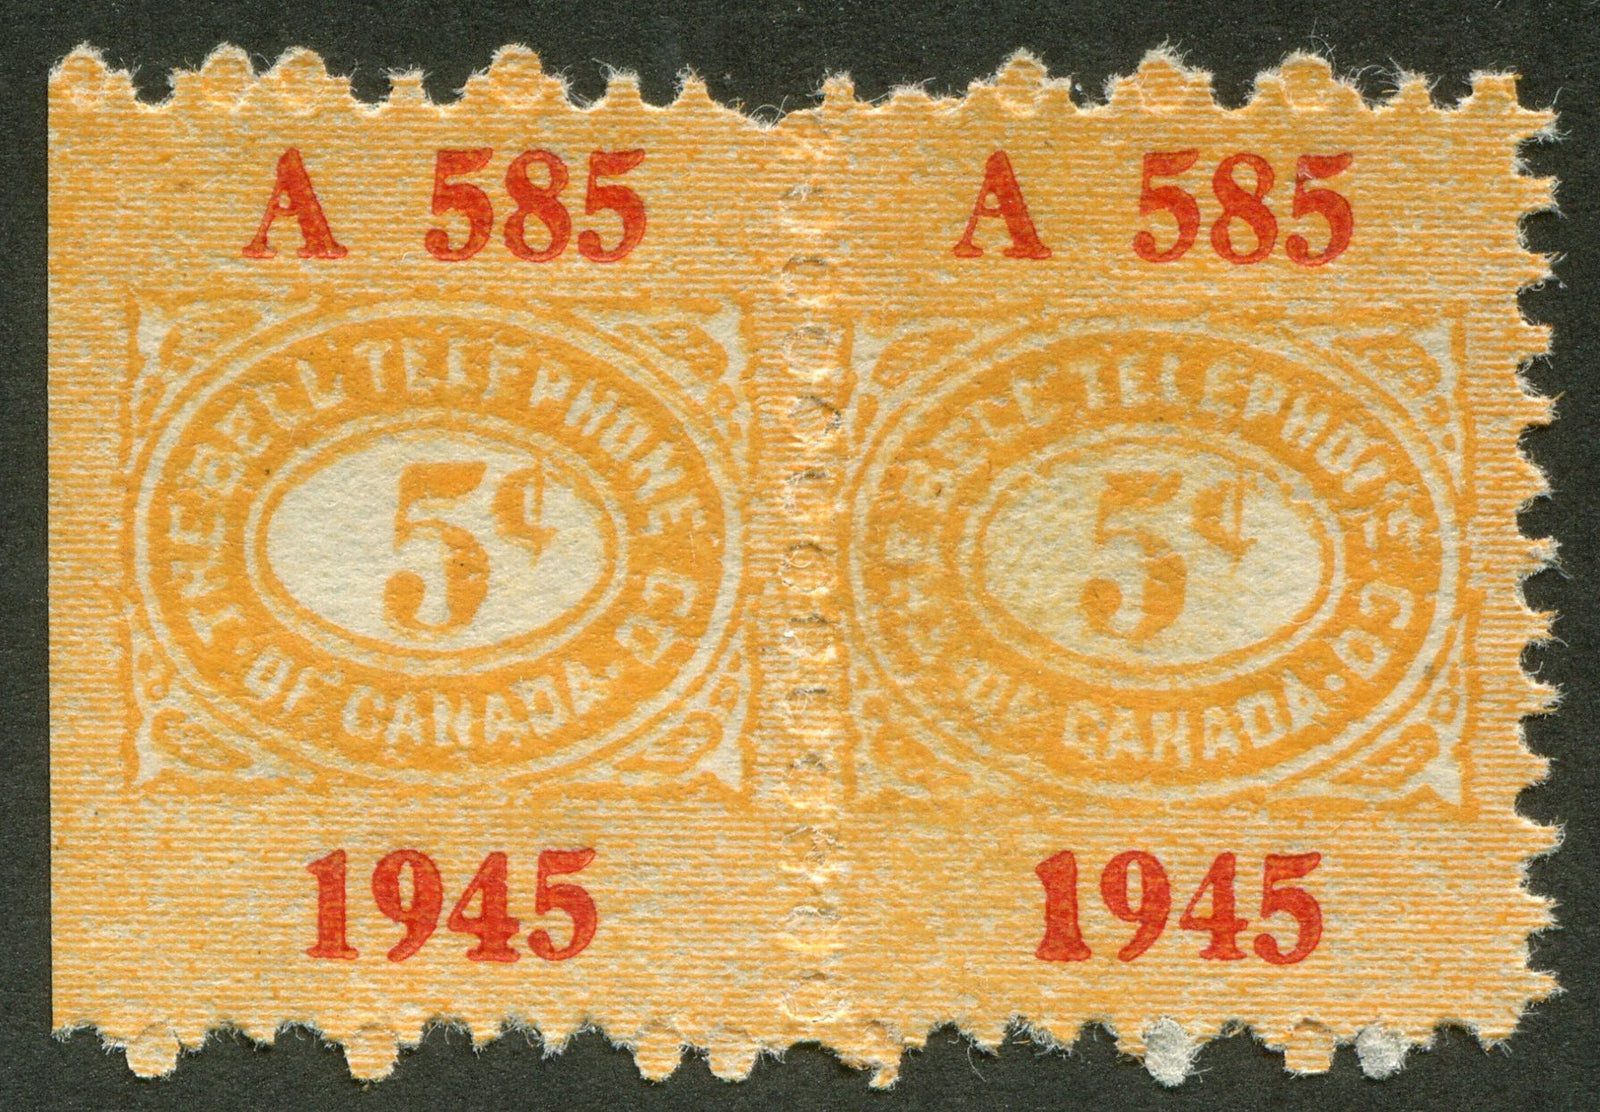 A 585
THE BELL TELEPHONE CO.
OF CANADA.
5¢
1945
A 585
THE BELL TELEPHONE CO.
OF CANADA.
5¢
1945